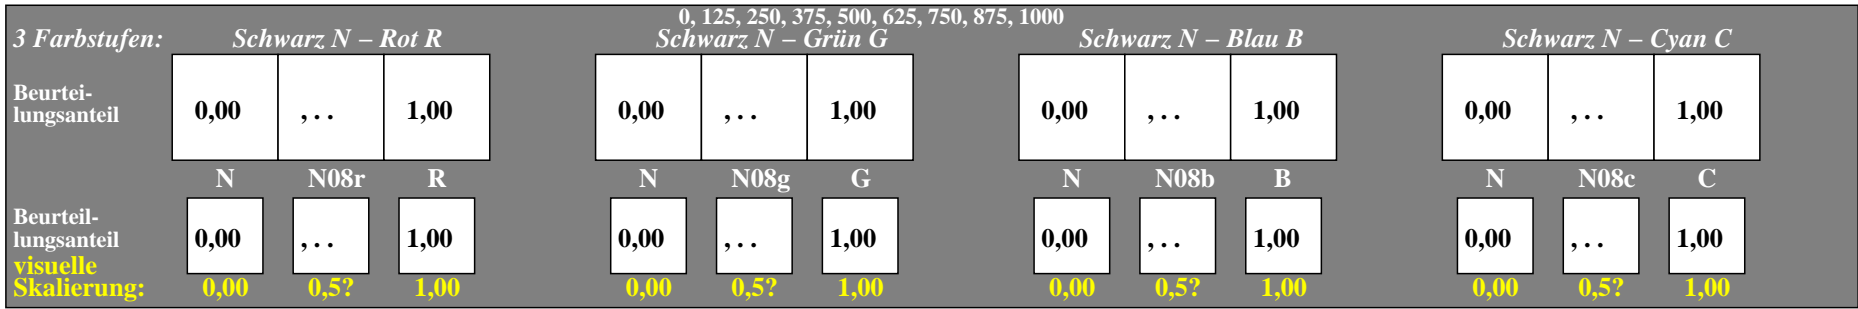 0, 125, 250, 375, 500, 625, 750, 875, 1000
3 Farbstufen: Schwarz N – Rot R Schwarz N – Grün G Schwarz N – Blau B Schwarz N – Cyan C
Beurtei-
lungsanteil 0,00 , . . 1,00 0,00 , . . 1,00 0,00 , . . 1,00 0,00 , . . 1,00
N N08r R N N08g G N N08b B N N08c C
Beurteil-
lungsanteil 0,00 , . . 1,00 0,00 , . . 1,00 0,00 , . . 1,00 0,00 , . . 1,00
visuelle
Skalierung: 0,00 0,5? 1,00 0,00 0,5? 1,00 0,00 0,5? 1,00 0,00 0,5? 1,00